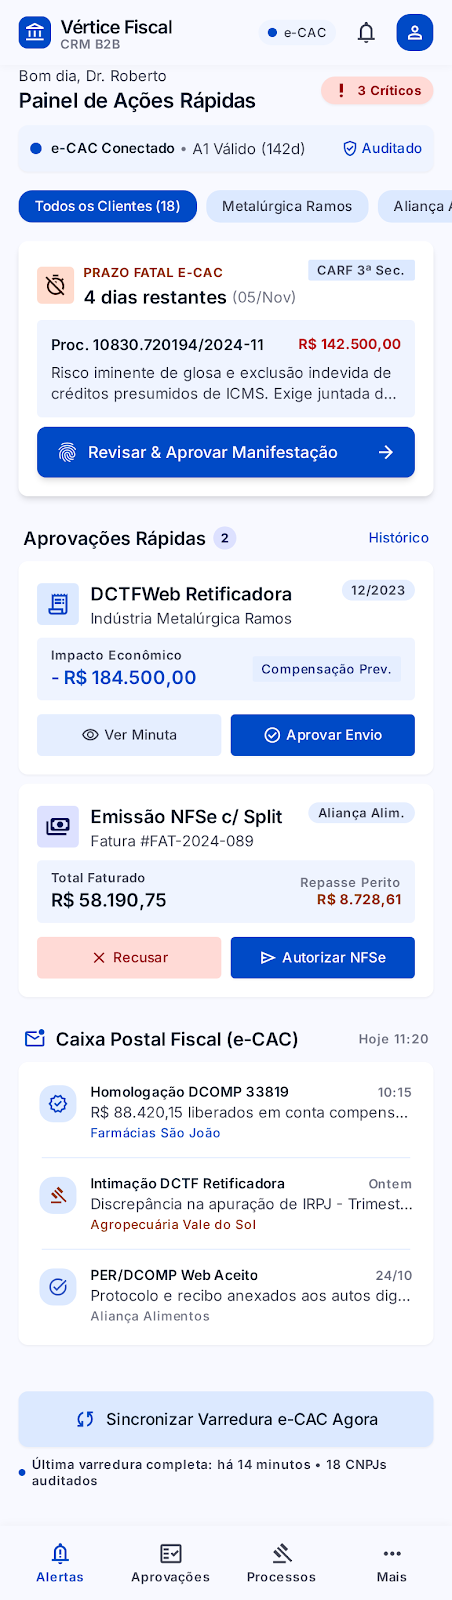 Vértice Fiscal
CRM B2B
e-CAC
Bom dia, Dr. Roberto
Painel de Ações Rápidas
3 Críticos
e-CAC Conectado • A1 Válido (142d)
Auditado
Todos os Clientes (18)
Metalúrgica Ramos
Aliança A
PRAZO FATAL E-CAC
CARF 3ª Sec.
4 dias restantes (05/Nov)
Proc. 10830.720194/2024-11
R$ 142.500,00
Risco iminente de glosa e exclusão indevida de
créditos presumidos de ICMS. Exige juntada d...
Revisar & Aprovar Manifestação
Aprovações Rápidas 2
Histórico
DCTFWeb Retificadora
12/2023
Indústria Metalúrgica Ramos
Impacto Econômico
- R$ 184.500,00
Compensação Prev.
Ver Minuta
Aprovar Envio
Emissão NFSe c/ Split
Aliança Alim.
Fatura #FAT-2024-089
Total Faturado
R$ 58.190,75
Repasse Perito
R$ 8.728,61
Recusar
Autorizar NFSe
Caixa Postal Fiscal (e-CAC)
Hoje 11:20
Homologação DCOMP 33819
10:15
R$ 88.420,15 liberados em conta compens...
Farmácias São João
Intimação DCTF Retificadora
Ontem
Discrepância na apuração de IRPJ - Trimest...
Agropecuária Vale do Sol
PER/DCOMP Web Aceito
24/10
Protocolo e recibo anexados aos autos dig...
Aliança Alimentos
Sincronizar Varredura e-CAC Agora
Última varredura completa: há 14 minutos • 18 CNPJs
auditados
Alertas
Aprovações
Processos
Mais